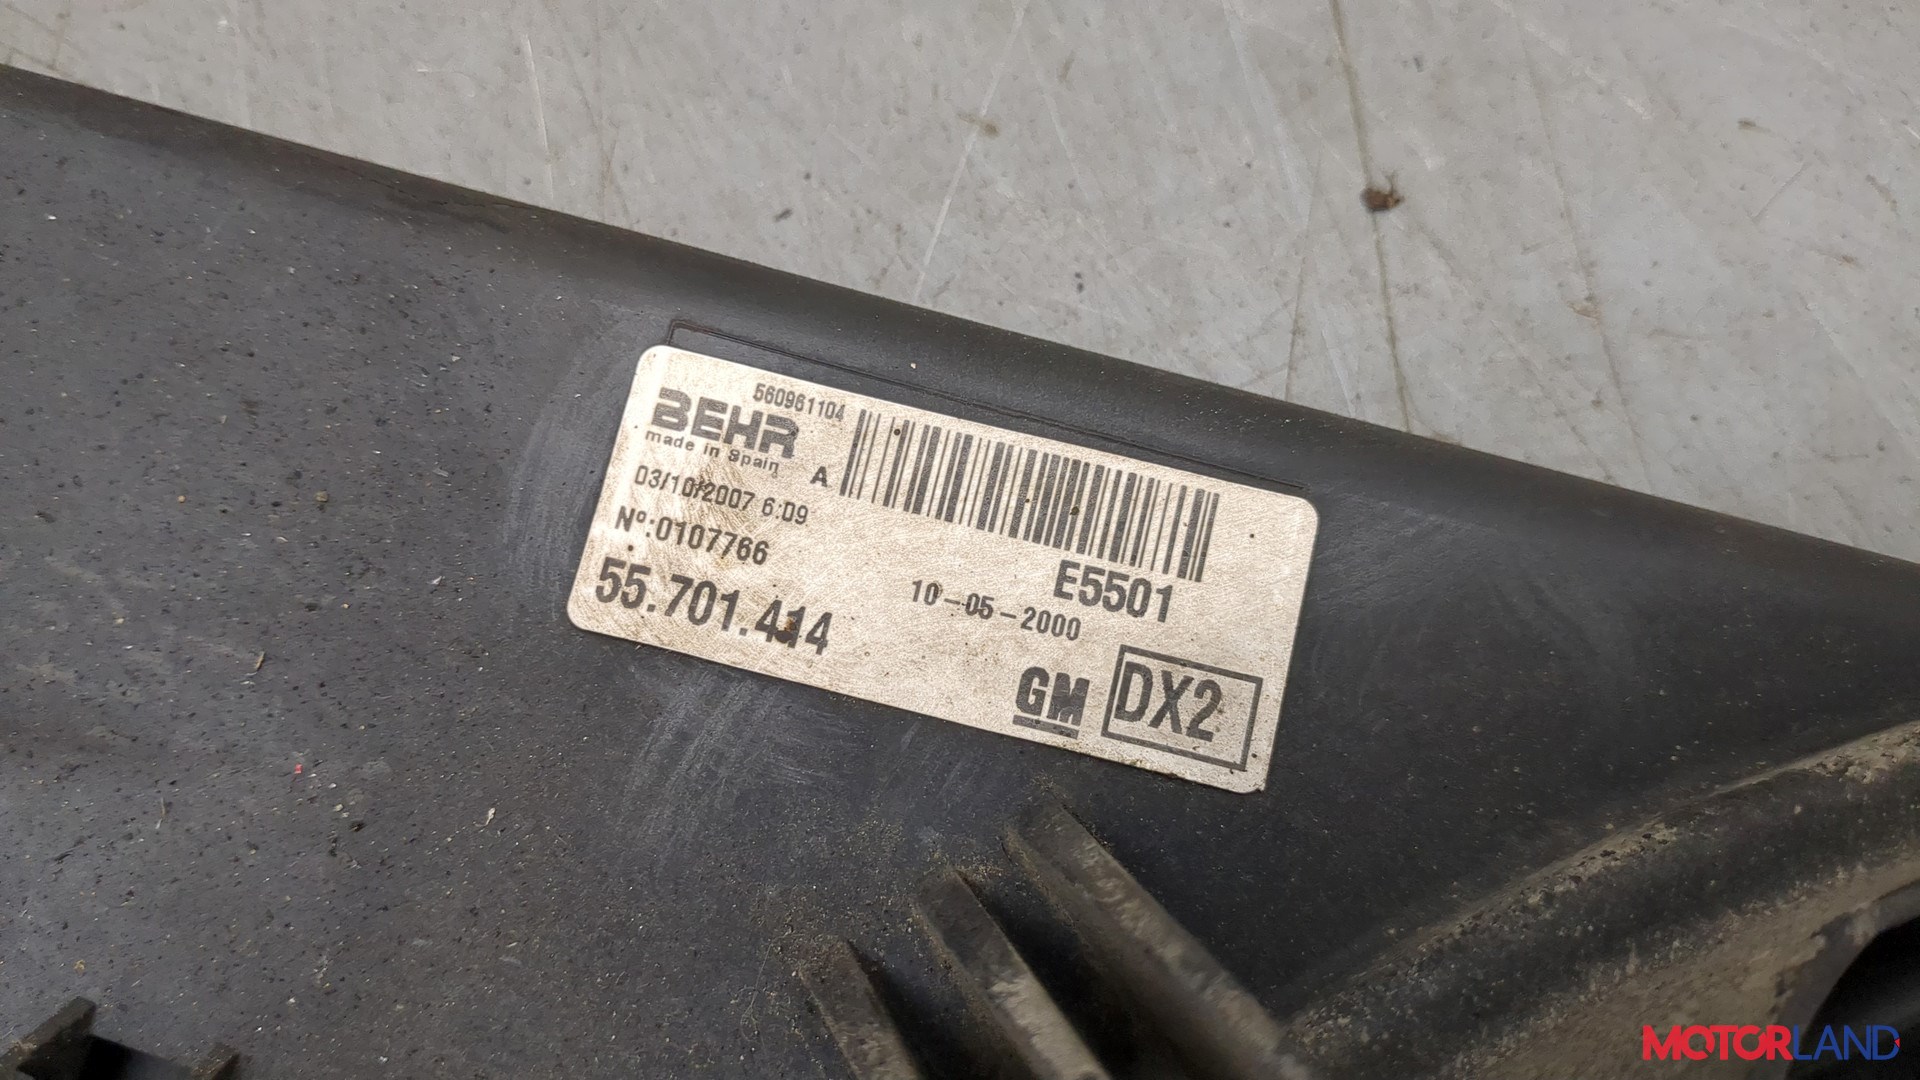 560961104
BEHR
made in Spain
A
03/10/2007 6:09
Nº:0107766
E5501
55.701.414
10-05-2000
GM
DX2
MOTORLAND